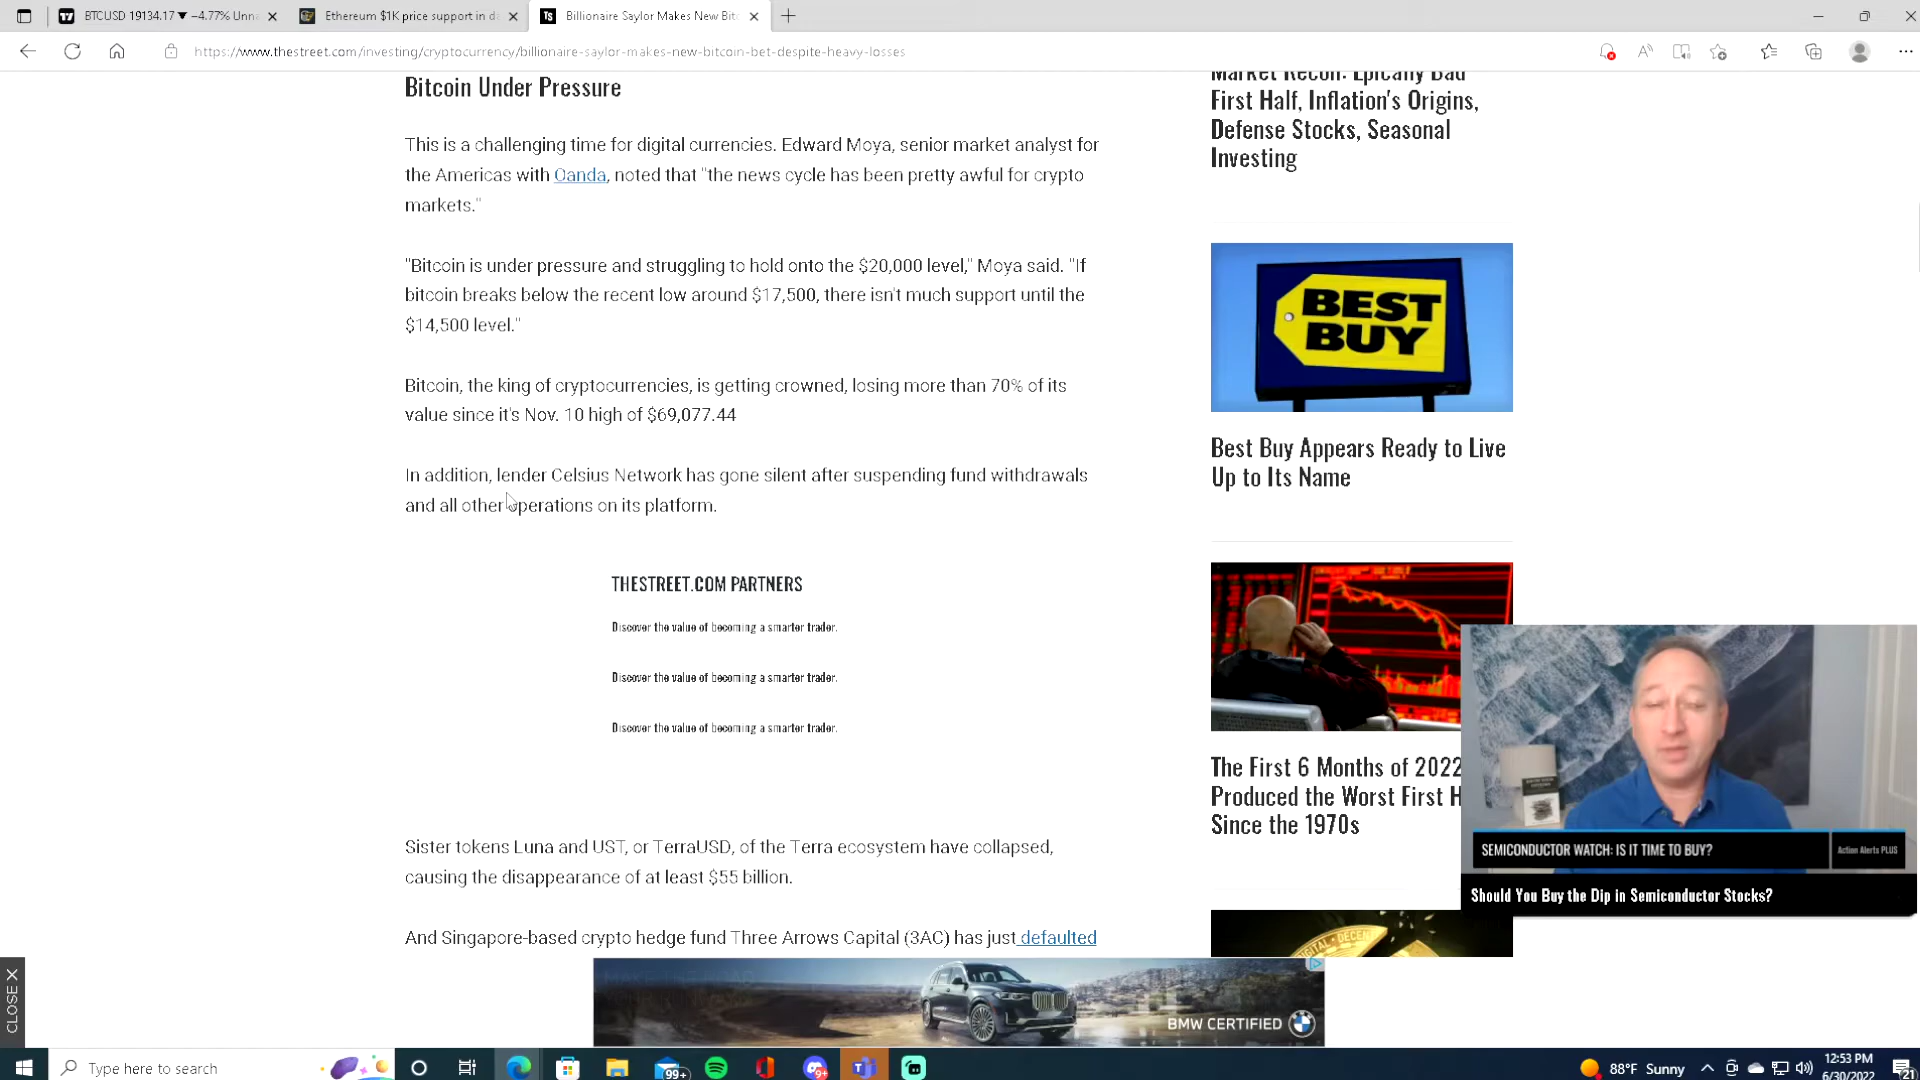 BTCUSD 19134.17 ▼ −4.77% Unna
Ethereum $1K price support in d
Billionaire Saylor Makes New Bit
https://www.thestreet.com/investing/cryptocurrency/billionaire-saylor-makes-new-bitcoin-bet-despite-heavy-losses
Bitcoin Under Pressure
This is a challenging time for digital currencies. Edward Moya, senior market analyst for
the Americas with Oanda, noted that "the news cycle has been pretty awful for crypto
markets."
"Bitcoin is under pressure and struggling to hold onto the $20,000 level," Moya said. "If
bitcoin breaks below the recent low around $17,500, there isn't much support until the
$14,500 level."
Bitcoin, the king of cryptocurrencies, is getting crowned, losing more than 70% of its
value since it's Nov. 10 high of $69,077.44
In addition, lender Celsius Network has gone silent after suspending fund withdrawals
and all other operations on its platform.
THESTREET.COM PARTNERS
Discover the value of becoming a smarter trader.
Discover the value of becoming a smarter trader.
Discover the value of becoming a smarter trader.
Sister tokens Luna and UST, or TerraUSD, of the Terra ecosystem have collapsed,
causing the disappearance of at least $55 billion.
And Singapore-based crypto hedge fund Three Arrows Capital (3AC) has just defaulted
Market Recon: Epically Bad
First Half, Inflation's Origins,
Defense Stocks, Seasonal
Investing
BEST
BUY
Best Buy Appears Ready to Live
Up to Its Name
The First 6 Months of 2022
Produced the Worst First H
Since the 1970s
SEMICONDUCTOR WATCH: IS IT TIME TO BUY?
Action Alerts PLUS
Should You Buy the Dip in Semiconductor Stocks?
CLOSE X
BMW CERTIFIED
Type here to search
99+
9+
88°F Sunny
12:53 PM
6/30/2022
21